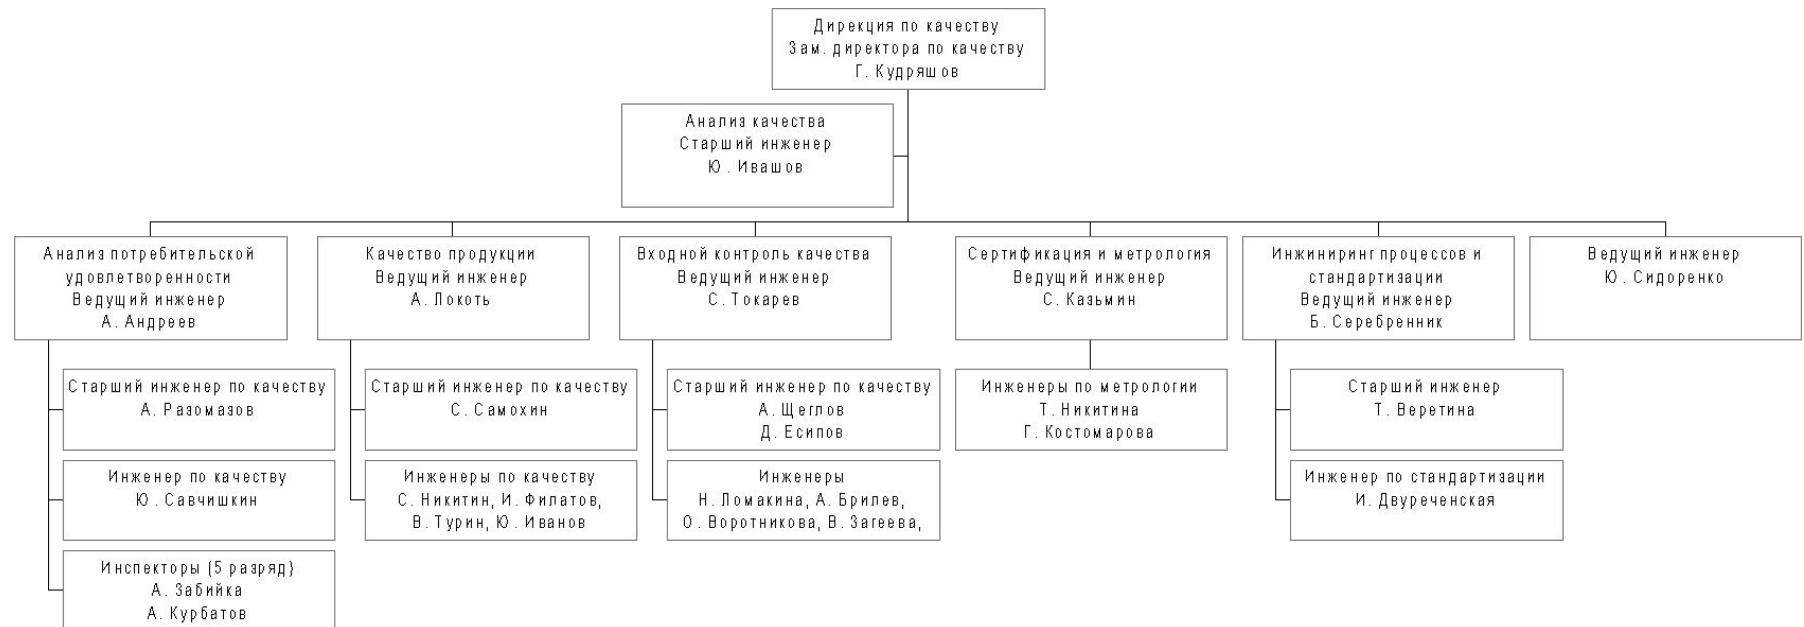 Дирекция по качеству
Зам. директора по качеству
Г. Кудряшов
Анализ качества
Старший инженер
Ю. Ивашов
Анализ потребительской
удовлетворенности
Ведущий инженер
А. Андреев
Качество продукции
Ведущий инженер
А. Локоть
Входной контроль качества
Ведущий инженер
С. Токарев
Сертификация и метрология
Ведущий инженер
С. Казьмин
Инжиниринг процессов и
стандартизации
Ведущий инженер
Б. Серебренник
Ведущий инженер
Ю. Сидоренко
Старший инженер по качеству
А. Разомазов
Инженер по качеству
Ю. Савчишкин
Инспекторы (5 разряд)
А. Забийка
А. Курбатов
Старший инженер по качеству
С. Самохин
Инженеры по качеству
С. Никитин, И. Филатов,
В. Турин, Ю. Иванов
Старший инженер по качеству
А. Щеглов
Д. Есипов
Инженеры
Н. Ломакина, А. Брилев,
О. Воротникова, В. Загеева,
Инженеры по метрологии
Т. Никитина
Г. Костомарова
Старший инженер
Т. Веретина
Инженер по стандартизации
И. Двуреченская